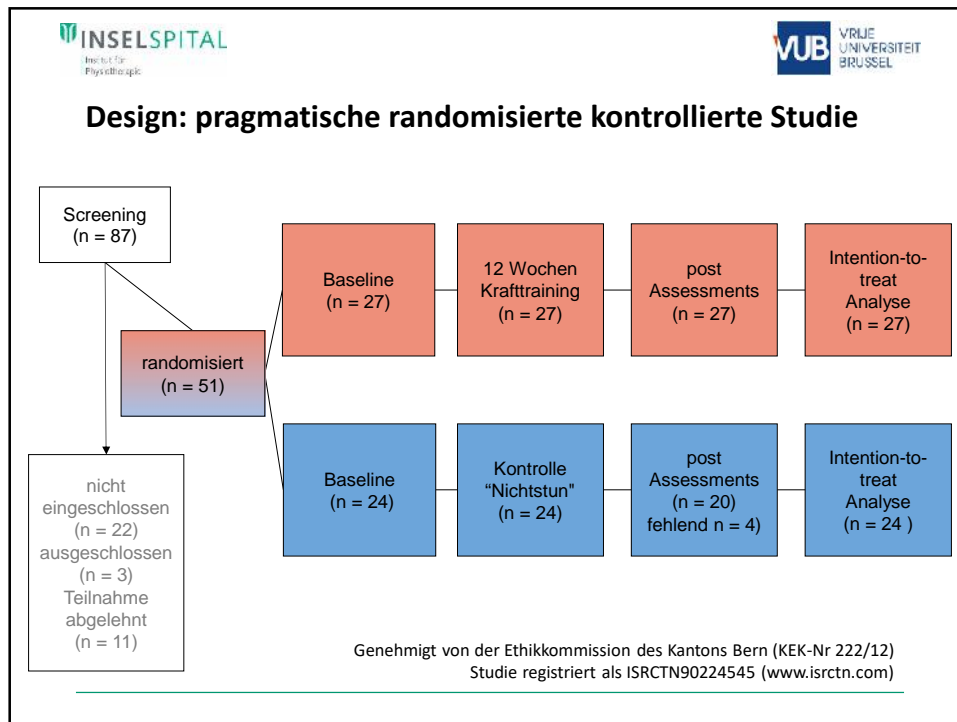 INSELSPITAL
Institut für
Physiotherapie
VUB
VRIJE
UNIVERSITEIT
BRUSSEL
Design: pragmatische randomisierte kontrollierte Studie
Screening
(n = 87)
randomisiert
(n = 51)
nicht
eingeschlossen
(n = 22)
ausgeschlossen
(n = 3)
Teilnahme
abgelehnt
(n = 11)
Baseline
(n = 27)
12 Wochen
Krafttraining
(n = 27)
post
Assessments
(n = 27)
Intention-to-
treat
Analyse
(n = 27)
Baseline
(n = 24)
Kontrolle
“Nichtstun"
(n = 24)
post
Assessments
(n = 20)
fehlend n = 4)
Intention-to-
treat
Analyse
(n = 24 )
Genehmigt von der Ethikkommission des Kantons Bern (KEK-Nr 222/12)
Studie registriert als ISRCTN90224545 (www.isrctn.com)